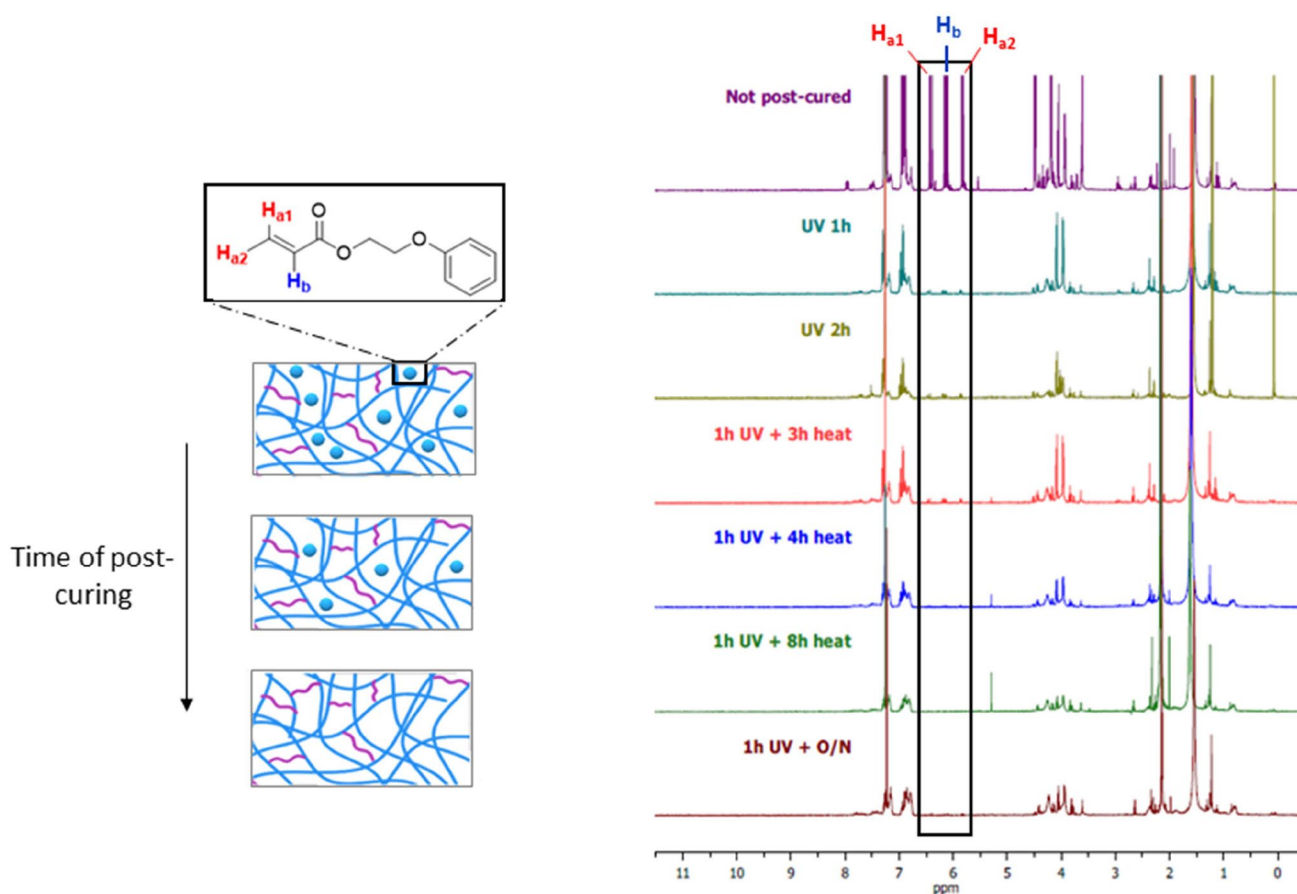 Ha1
Ha2
Hb
O
O
O
Time of post-
curing
Ha1
Hb
Ha2
Not post-cured
UV 1h
UV 2h
1h UV + 3h heat
1h UV + 4h heat
1h UV + 8h heat
1h UV + O/N
11 10 9 8 7 6 5 4 3 2 1 0
ppm